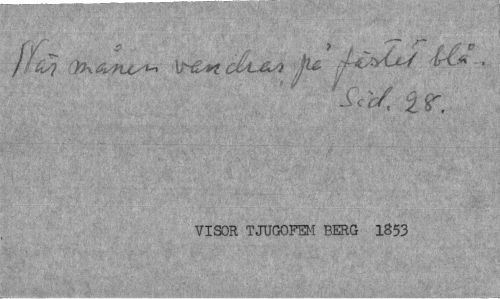 När månen vandrar på fästet blå.
Sid. 28.
VISOR TJUGOFEM BERG 1853